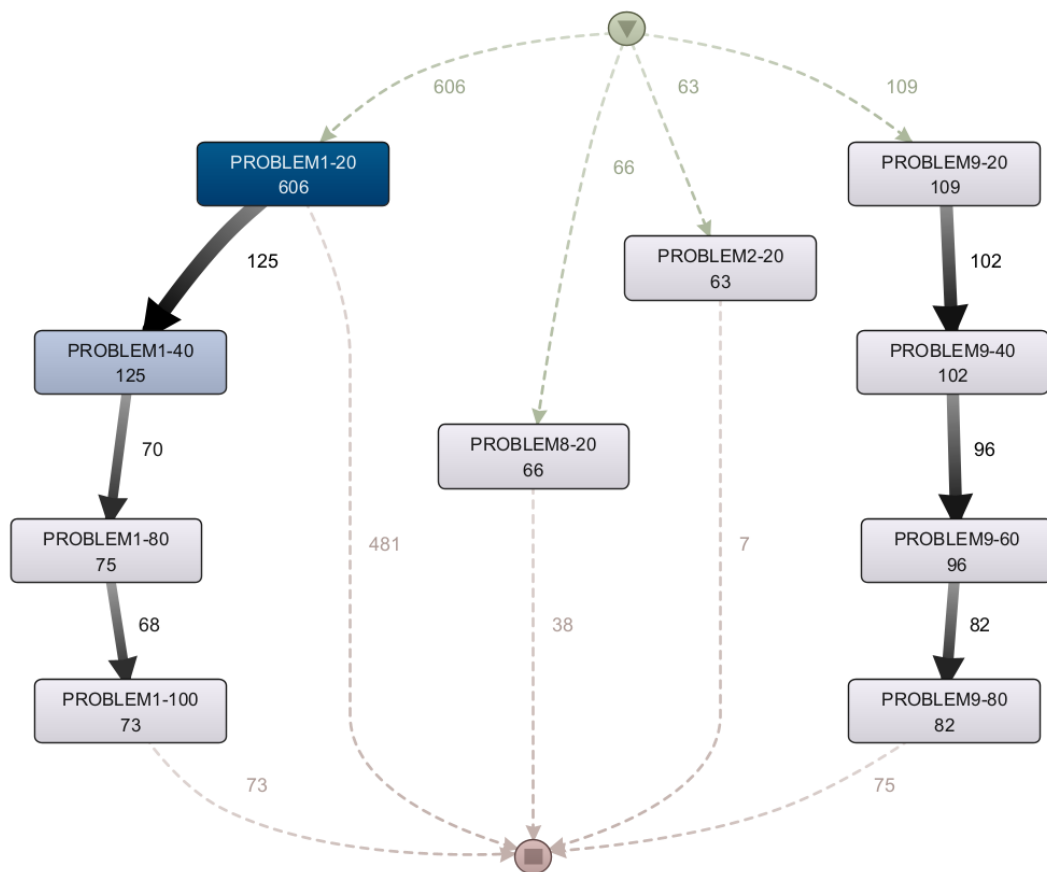 606
63
109
PROBLEM1-20
606
66
PROBLEM9-20
109
PROBLEM2-20
63
125
102
PROBLEM1-40
125
PROBLEM9-40
102
70
PROBLEM8-20
66
96
PROBLEM1-80
75
481
38
7
PROBLEM9-60
96
68
82
PROBLEM1-100
73
PROBLEM9-80
82
73
75